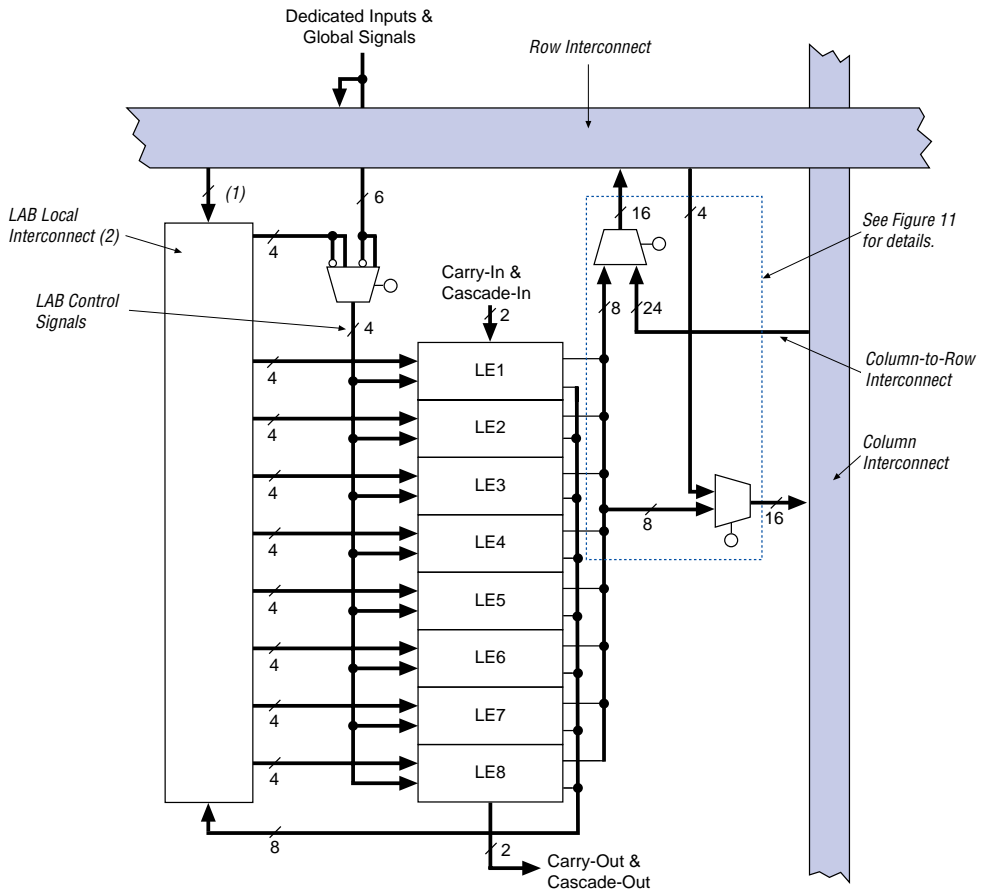 Dedicated Inputs &
Global Signals
Row Interconnect
(1)
6
16
4
LAB Local
Interconnect (2)
4
See Figure 11
for details.
Carry-In &
Cascade-In
LAB Control
Signals
4
2
8
24
4
LE1
Column-to-Row
Interconnect
4
LE2
Column
Interconnect
4
LE3
8
16
4
LE4
4
LE5
4
LE6
4
LE7
4
LE8
8
2
Carry-Out &
Cascade-Out